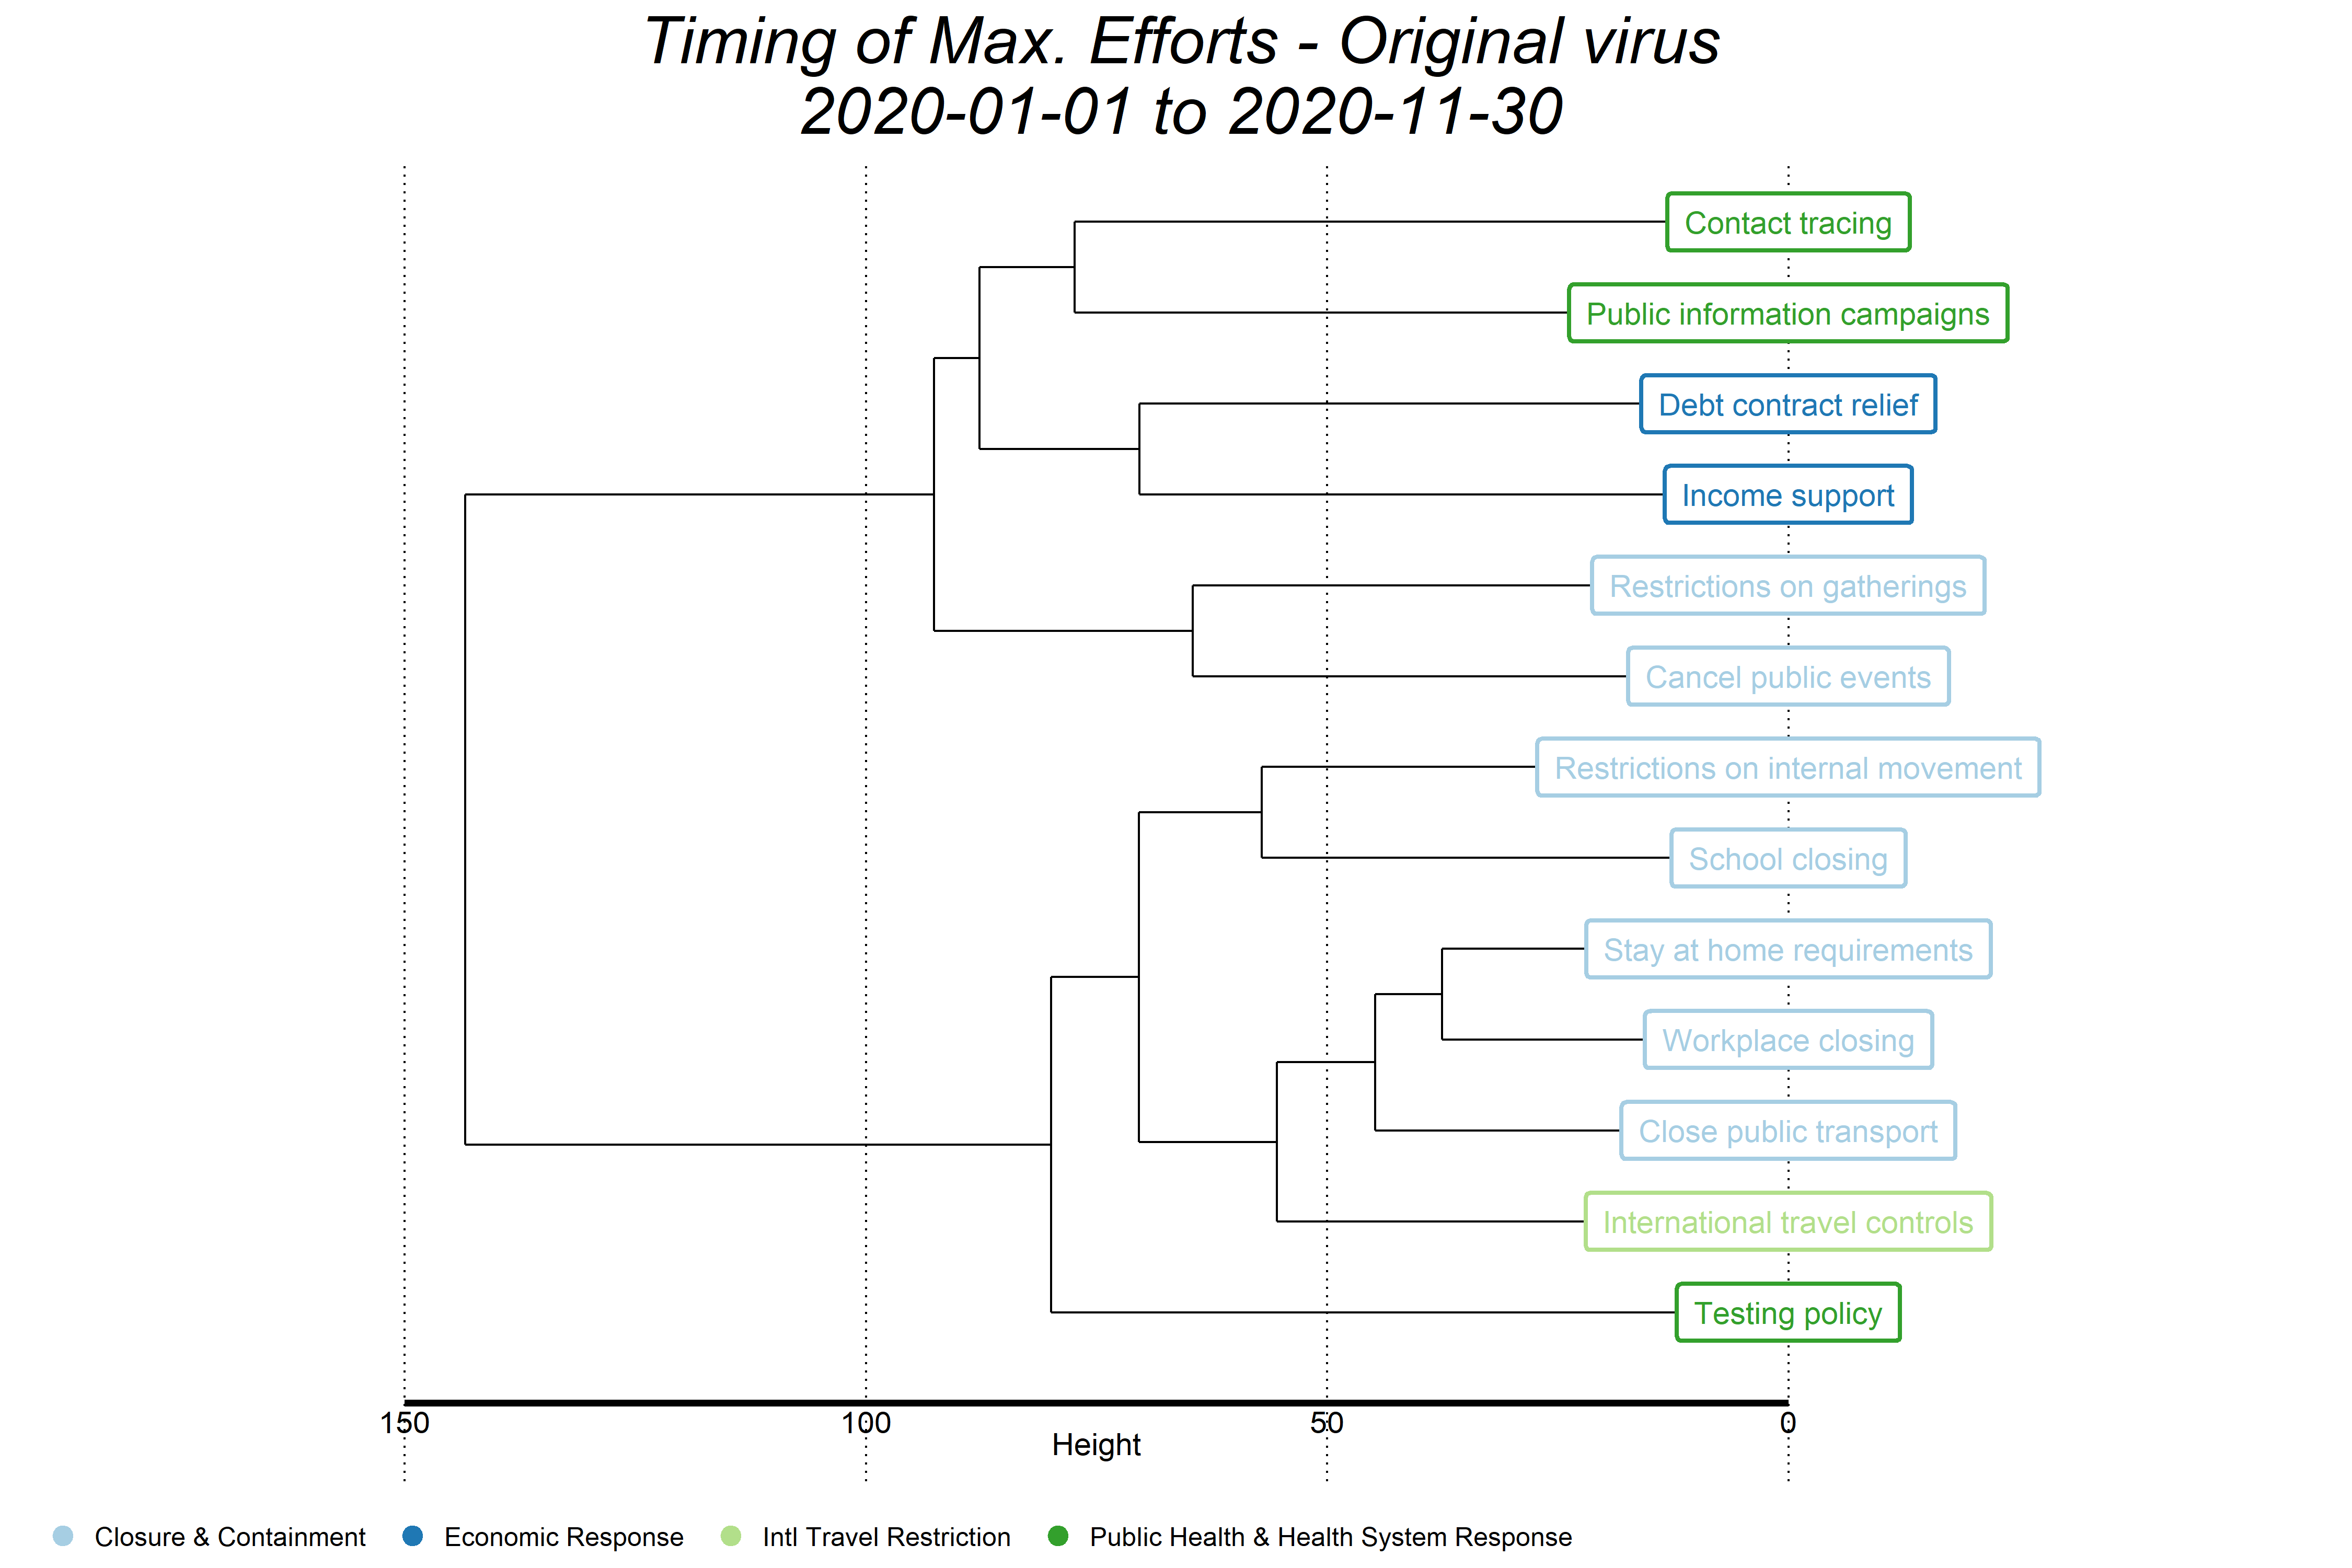 Timing of Max. Efforts - Original virus
2020-01-01 to 2020-11-30
Contact tracing
Public information campaigns
Debt contract relief
Income support
Restrictions on gatherings
Cancel public events
Restrictions on internal movement
School closing
Stay at home requirements
Workplace closing
Close public transport
International travel controls
Testing policy
150 100 50 0
Height
Closure & Containment Economic Response Intl Travel Restriction Public Health & Health System Response